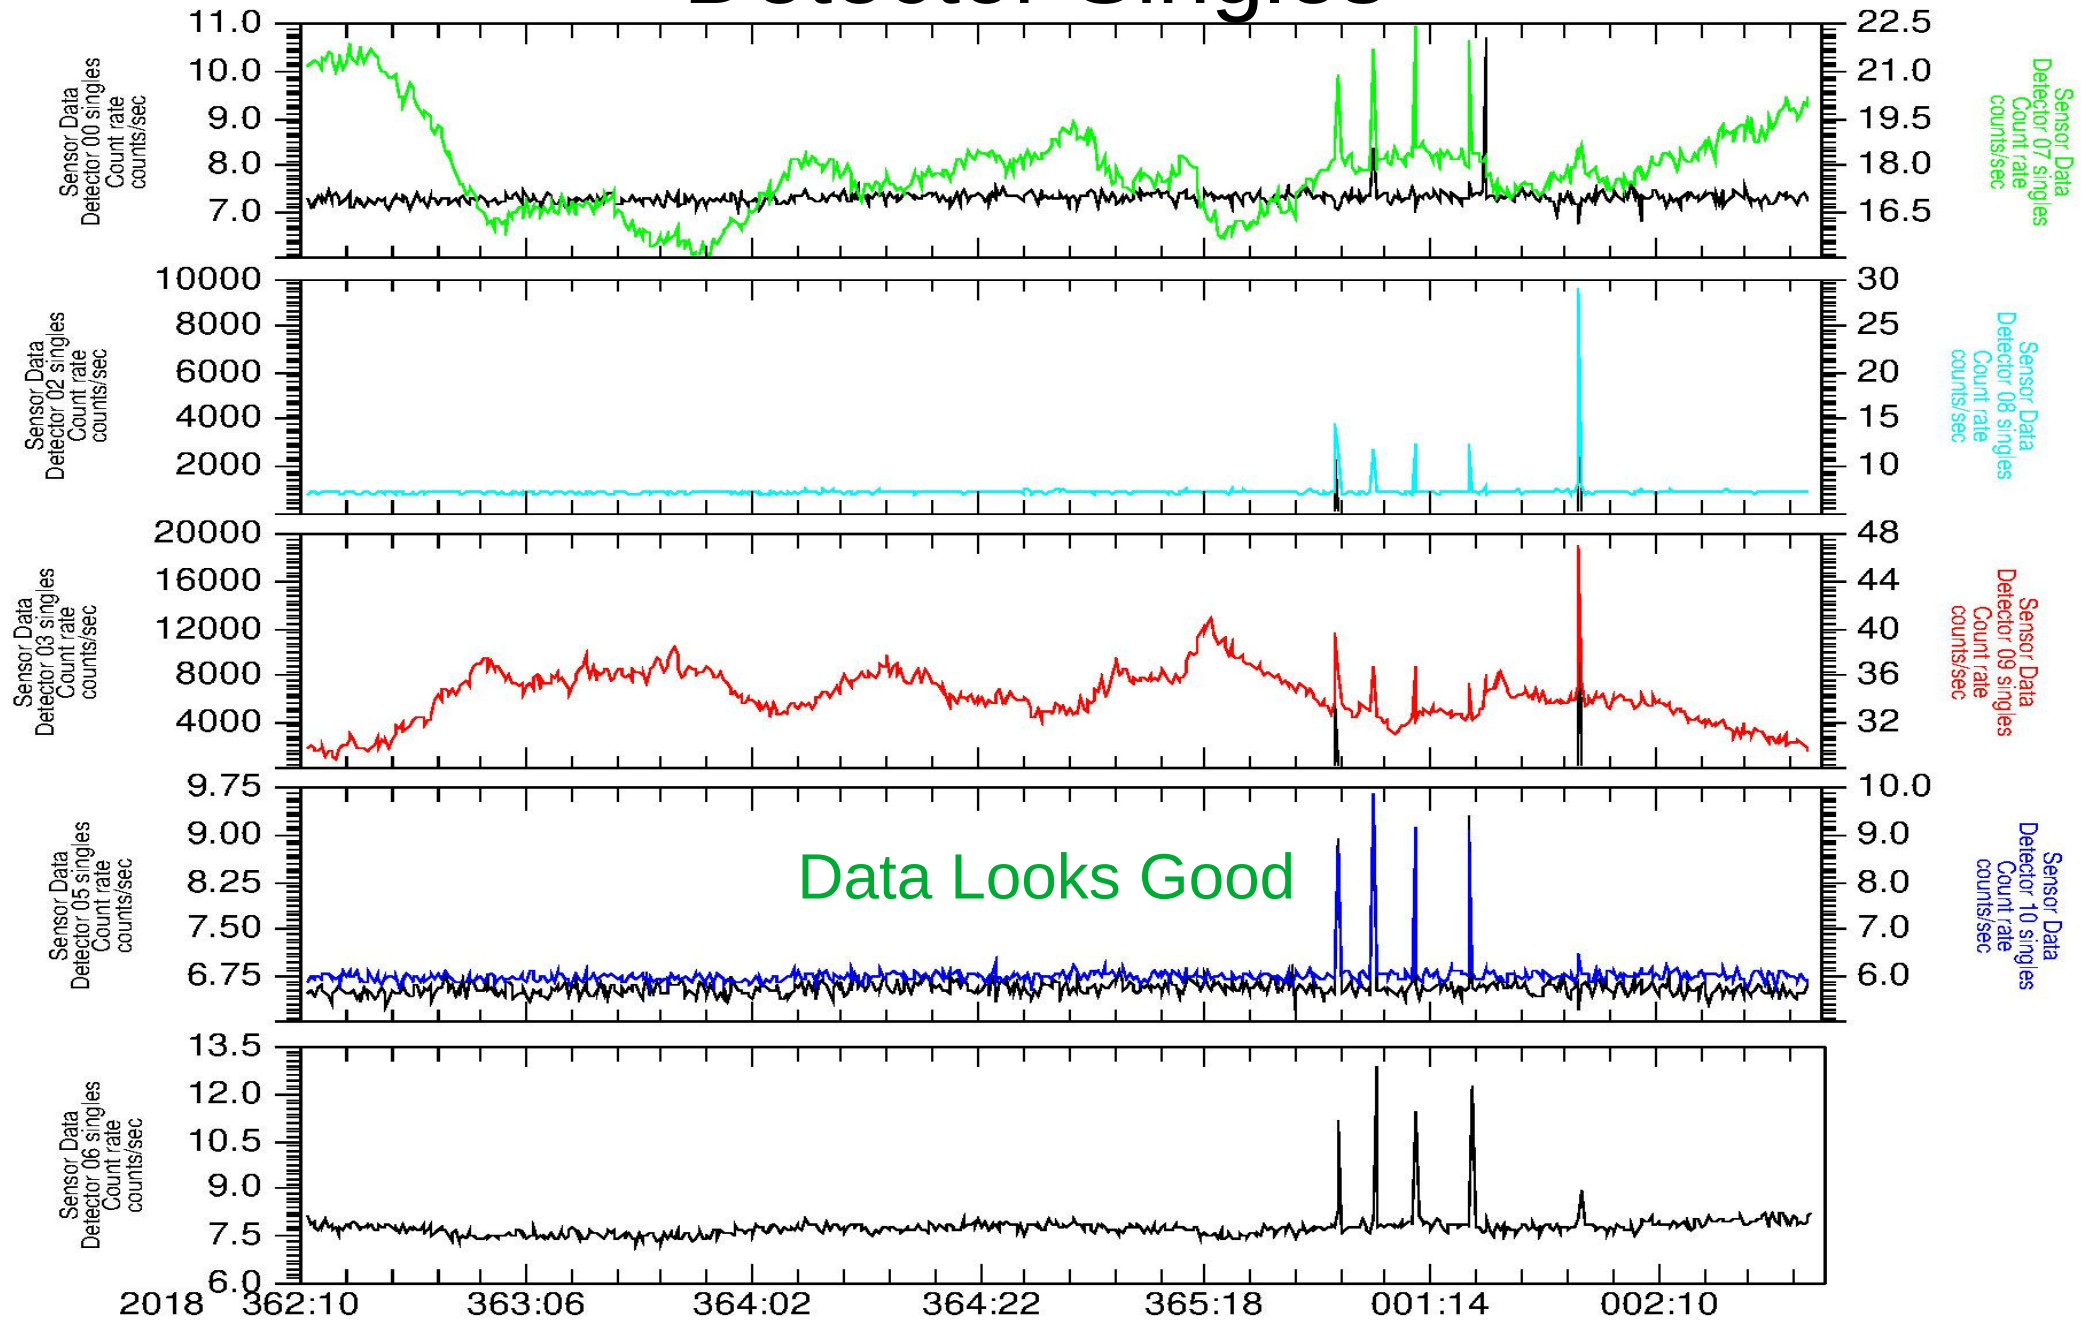 Detector Singles
11.0
10.0
9.0
8.0
7.0
Sensor Data
Detector 00 singles
Count rate
counts/sec
22.5
21.0
19.5
18.0
16.5
Sensor Data
Detector 07 singles
Count rate
counts/sec
10000
8000
6000
4000
2000
Sensor Data
Detector 02 singles
Count rate
counts/sec
30
25
20
15
10
Sensor Data
Detector 08 singles
Count rate
counts/sec
20000
16000
12000
8000
4000
Sensor Data
Detector 03 singles
Count rate
counts/sec
48
44
40
36
32
Sensor Data
Detector 09 singles
Count rate
counts/sec
9.75
9.00
8.25
7.50
6.75
Sensor Data
Detector 05 singles
Count rate
counts/sec
Data Looks Good
10.0
9.0
8.0
7.0
6.0
Sensor Data
Detector 10 singles
Count rate
counts/sec
13.5
12.0
10.5
9.0
7.5
6.0
Sensor Data
Detector 06 singles
Count rate
counts/sec
2018 362:10 363:06 364:02 364:22 365:18 001:14 002:10